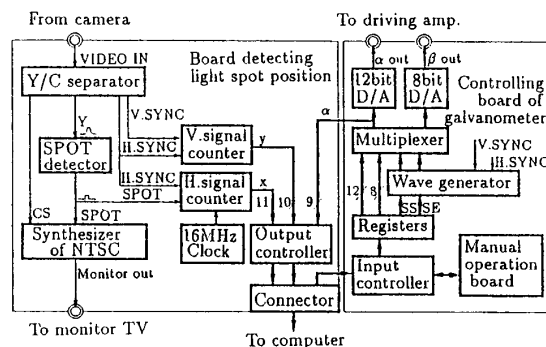 From camera
To driving amp.
VIDEO IN
Board detecting
light spot position
α out
β out
Y/C separator
12bit
D/A
8bit
D/A
Controlling
board of
galvanometer
V.SYNC
Y
α
SPOT
detector
H.SYNC
V.signal
counter
y
Multiplexer
V.SYNC
H.SYNC
H.SYNC
SPOT
H.signal
counter
x
11
10
9
12
8
Wave generator
SS
SE
CS
SPOT
Synthesizer
of NTSC
16MHz
Clock
Output
controller
Registers
Monitor out
Input
controller
Manual
operation
board
Connector
To monitor TV
To computer